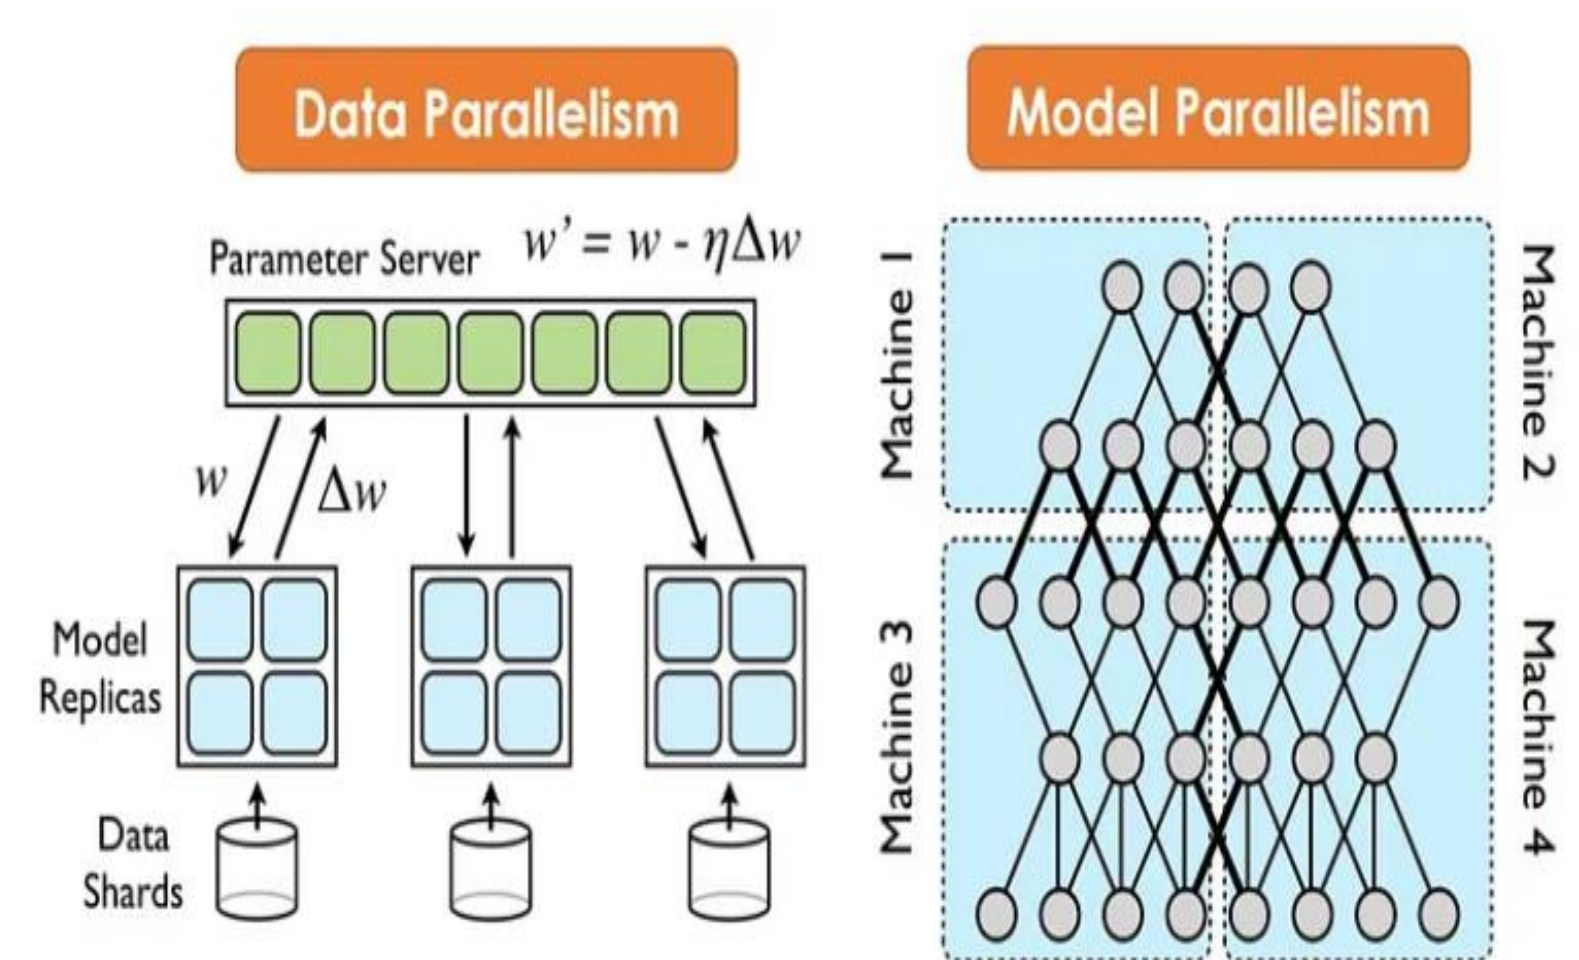 Data Parallelism
Parameter Server
w’ = w - ηΔw
w
Δw
Model
Replicas
Data
Shards
Model Parallelism
Machine 1
Machine 2
Machine 3
Machine 4